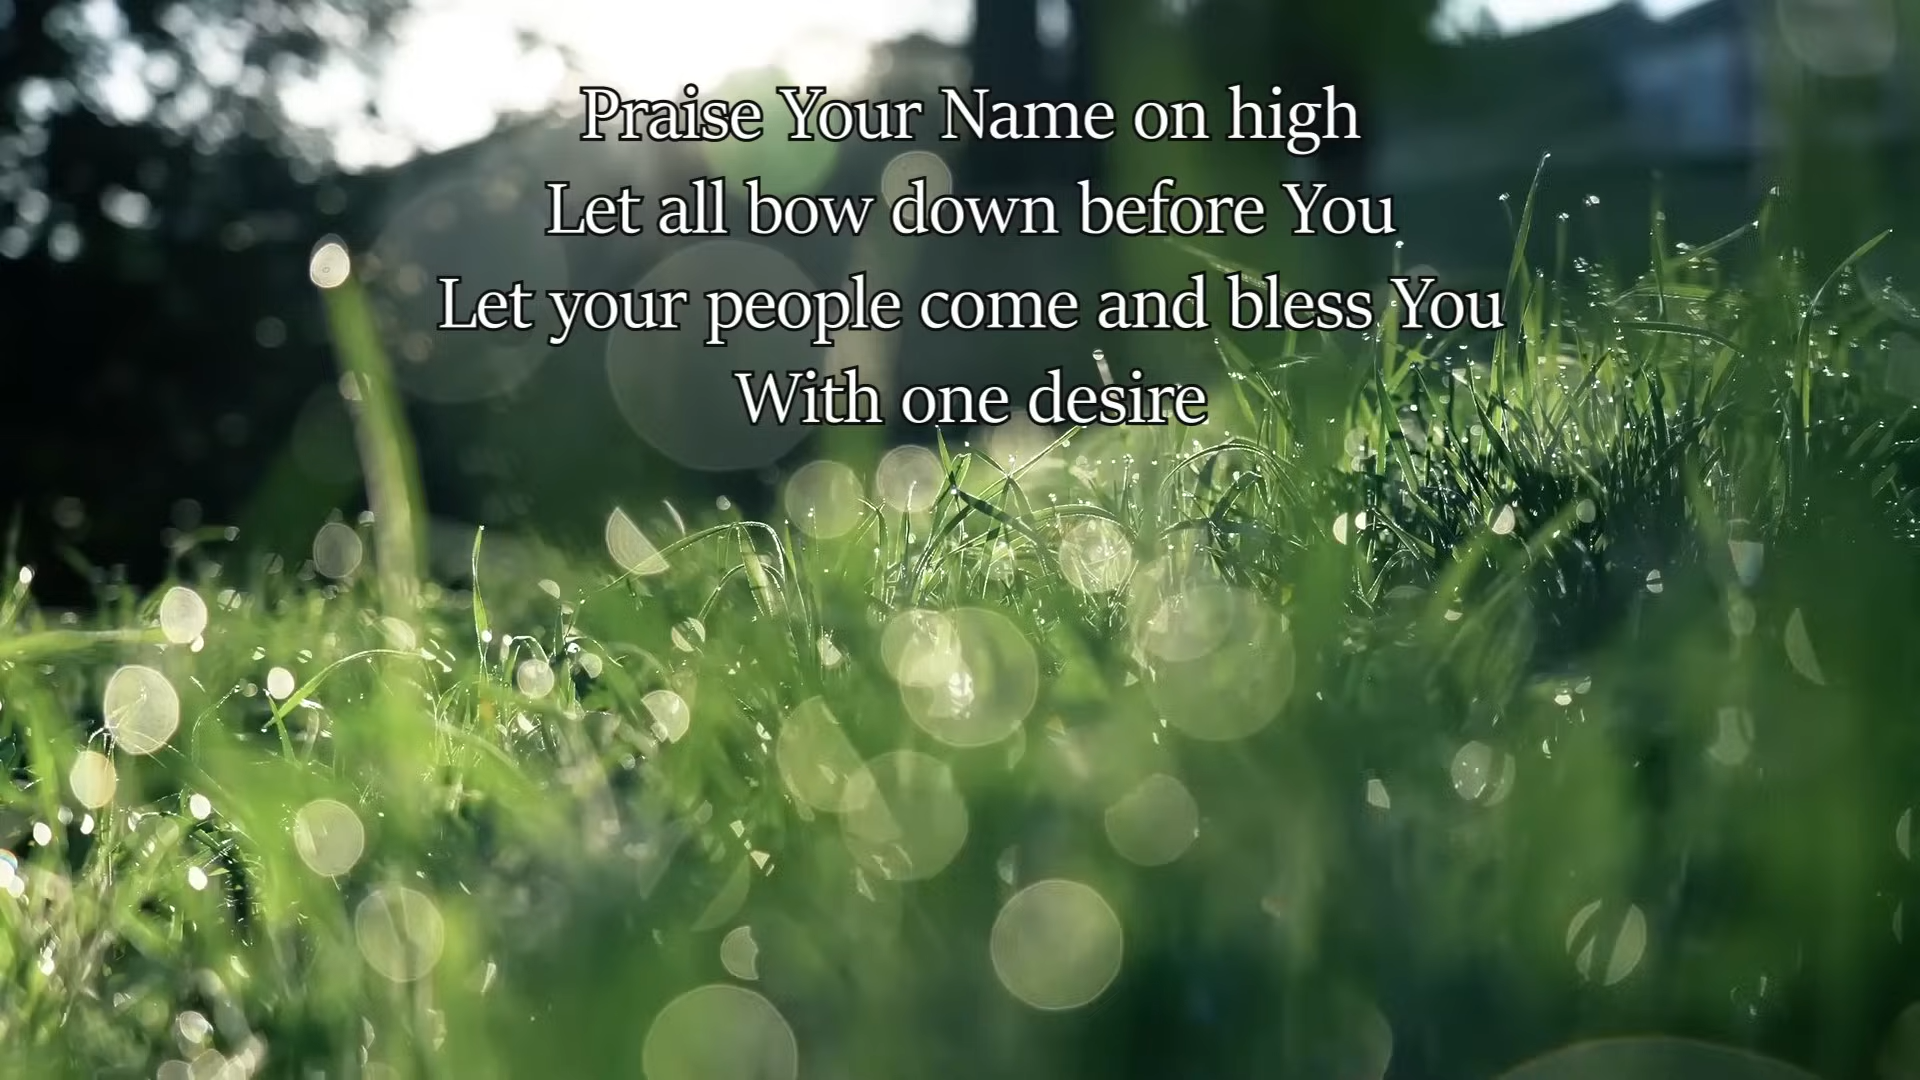 Praise Your Name on high
Let all bow down before You
Let your people come and bless You
With one desire